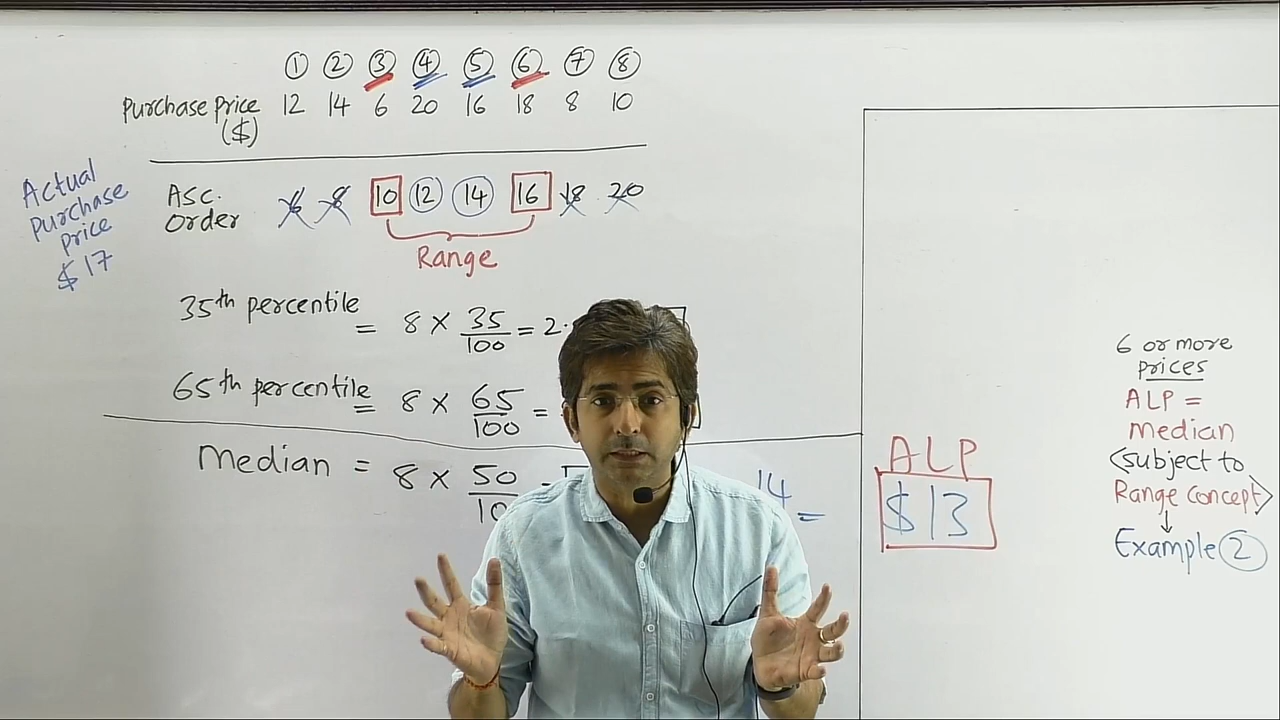 ① ② ③ ④ ⑤ ⑥ ⑦ ⑧
Purchase Price 12 14 6 20 16 18 8 10
($)
Actual
Purchase
Price
$ 17
Asc. 6 8 10 12 14 16 18 20
Order
Range
35th percentile
= 8 × 35/100 = 2.
65th percentile
= 8 × 65/100 =
Median = 8 × 50/10
14
=
ALP
$ 13
6 or more
prices
ALP =
median
<subject to
Range concept>
↓
Example ②